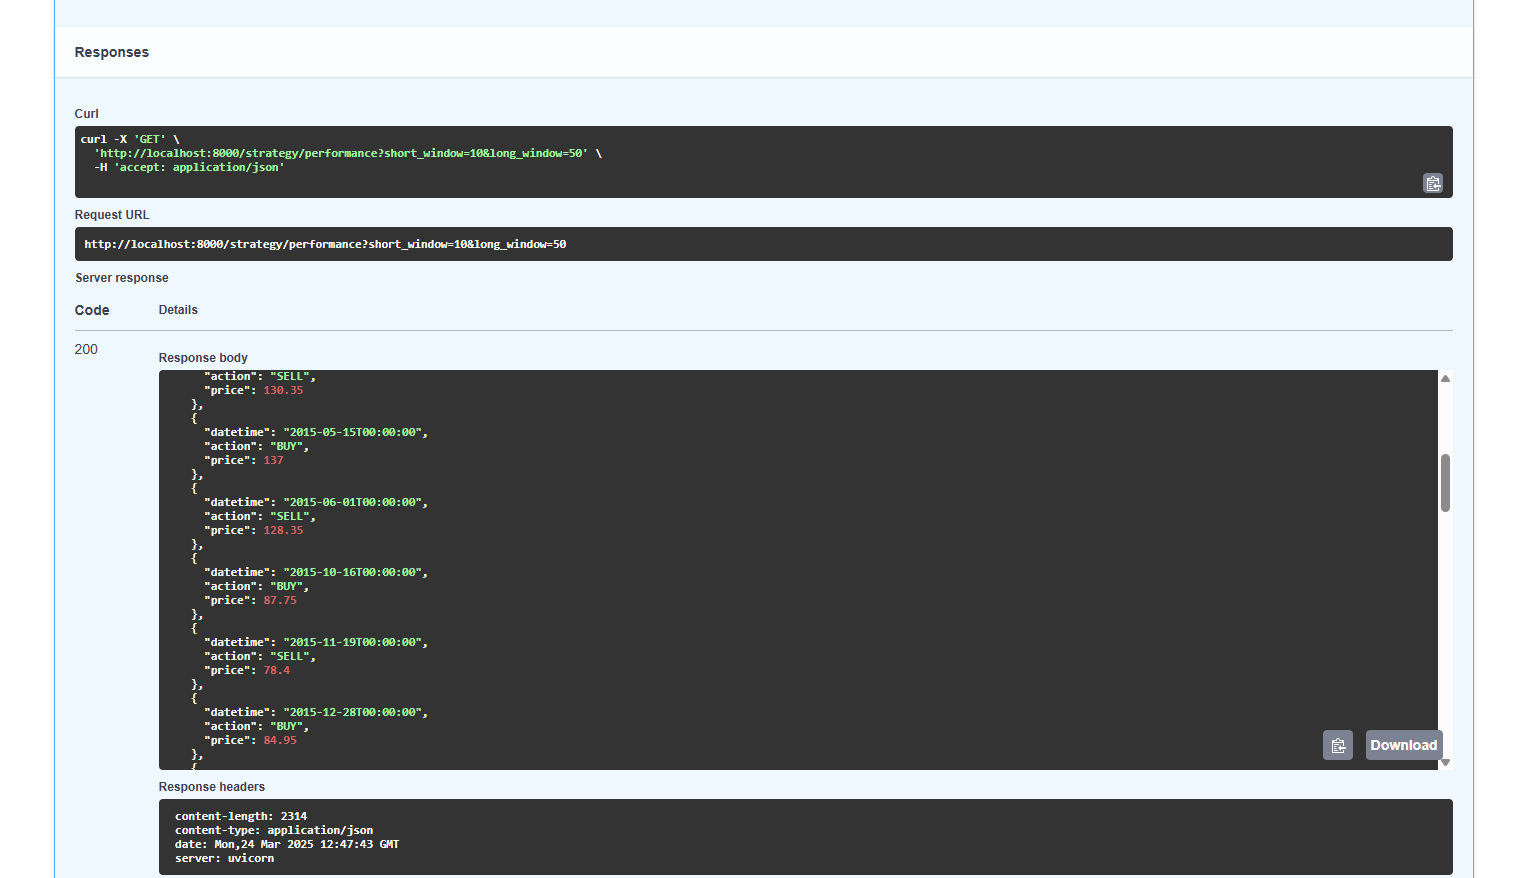 Responses
Curl
curl -X 'GET' \
  'http://localhost:8000/strategy/performance?short_window=10&long_window=50' \
  -H 'accept: application/json'
Request URL
http://localhost:8000/strategy/performance?short_window=10&long_window=50
Server response
Code Details
200
Response body
"action": "SELL",
"price": 130.35
},
{
"datetime": "2015-05-15T00:00:00",
"action": "BUY",
"price": 137
},
{
"datetime": "2015-06-01T00:00:00",
"action": "SELL",
"price": 128.35
},
{
"datetime": "2015-10-16T00:00:00",
"action": "BUY",
"price": 87.75
},
{
"datetime": "2015-11-19T00:00:00",
"action": "SELL",
"price": 78.4
},
{
"datetime": "2015-12-28T00:00:00",
"action": "BUY",
"price": 84.95
},
{
Download
Response headers
content-length: 2314
content-type: application/json
date: Mon,24 Mar 2025 12:47:43 GMT
server: uvicorn